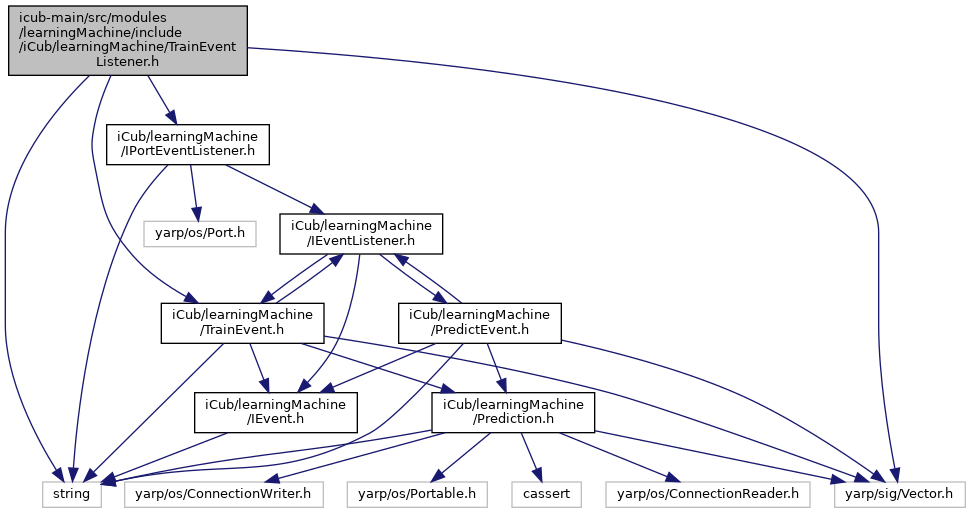 icub-main/src/modules
/learningMachine/include
/iCub/learningMachine/TrainEvent
Listener.h
iCub/learningMachine
/IPortEventListener.h
yarp/os/Port.h
iCub/learningMachine
/IEventListener.h
iCub/learningMachine
/TrainEvent.h
iCub/learningMachine
/PredictEvent.h
iCub/learningMachine
/IEvent.h
iCub/learningMachine
/Prediction.h
string
yarp/os/ConnectionWriter.h
yarp/os/Portable.h
cassert
yarp/os/ConnectionReader.h
yarp/sig/Vector.h